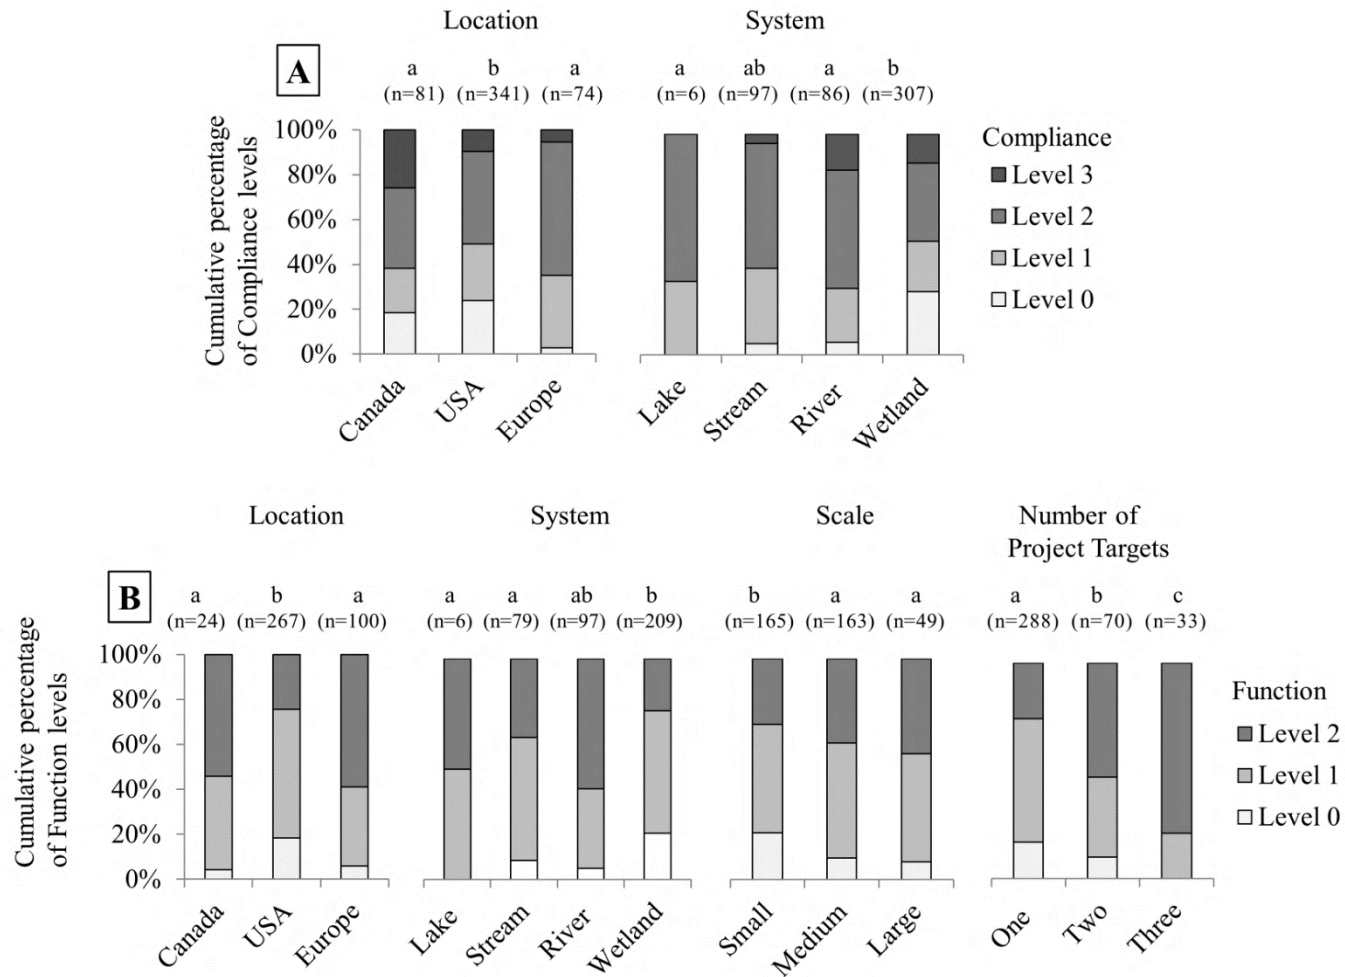 Location
System
A
a
b
a
a
ab
a
b
(n=81)
(n=341)
(n=74)
(n=6)
(n=97)
(n=86)
(n=307)
Cumulative percentage
of Compliance levels
100%
80%
60%
40%
20%
0%
Canada
USA
Europe
Lake
Stream
River
Wetland
Compliance
Level 3
Level 2
Level 1
Level 0
Location
System
Scale
Number of
Project Targets
B
a
b
a
a
a
ab
b
b
a
a
a
b
c
(n=24)
(n=267)
(n=100)
(n=6)
(n=79)
(n=97)
(n=209)
(n=165)
(n=163)
(n=49)
(n=288)
(n=70)
(n=33)
Cumulative percentage
of Function levels
100%
80%
60%
40%
20%
0%
Canada
USA
Europe
Lake
Stream
River
Wetland
Small
Medium
Large
One
Two
Three
Function
Level 2
Level 1
Level 0